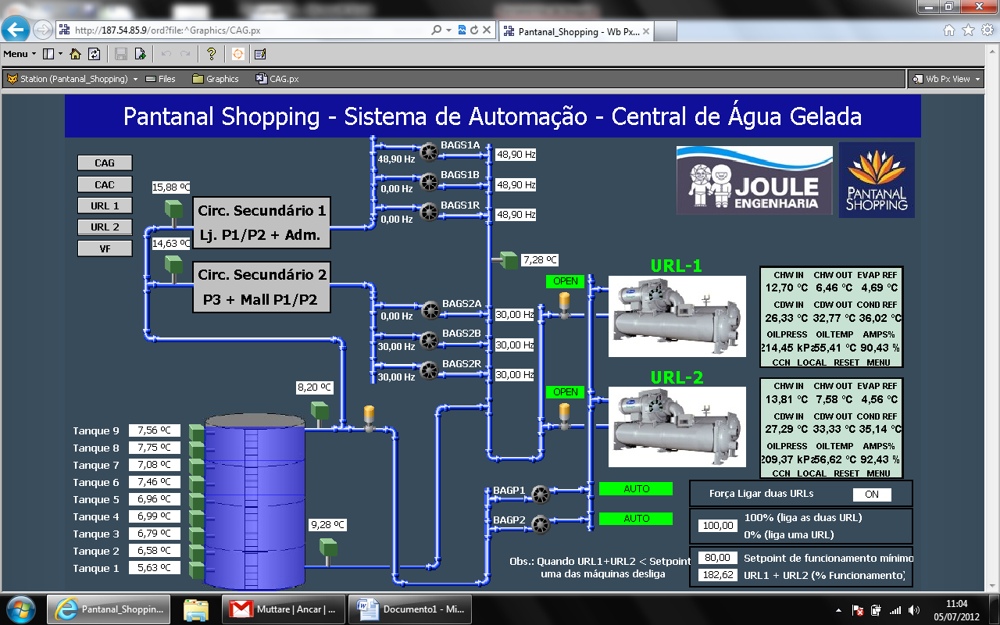 http://187.54.85.9/ord?file:^Graphics/CAG.px
Pantanal_Shopping - Wb Px...
Menu
Station (Pantanal_Shopping)
Files
Graphics
CAG.px
Wb Px View
Pantanal Shopping - Sistema de Automação - Central de Água Gelada
CAG
CAC
URL 1
URL 2
VF
15,88 ºC
Circ. Secundário 1
Lj. P1/P2 + Adm.
14,63 ºC
Circ. Secundário 2
P3 + Mall P1/P2
BAGS1A
48,90 Hz
48,90 Hz
BAGS1B
0,00 Hz
48,90 Hz
BAGS1R
0,00 Hz
48,90 Hz
JOULE
ENGENHARIA
PANTANAL
SHOPPING
7,28 ºC
BAGS2A
0,00 Hz
30,00 Hz
BAGS2B
30,00 Hz
30,00 Hz
BAGS2R
30,00 Hz
30,00 Hz
OPEN
URL-1
CHW IN CHW OUT EVAP REF
12,70 ºC 6,46 ºC 4,69 ºC
CDW IN CDW OUT COND REF
26,33 ºC 32,77 ºC 36,02 ºC
OILPRESS OILTEMP AMPS%
214,45 kPa 55,41 ºC 90,43 %
CCN LOCAL RESET MENU
OPEN
URL-2
CHW IN CHW OUT EVAP REF
13,81 ºC 7,58 ºC 4,56 ºC
CDW IN CDW OUT COND REF
27,29 ºC 33,33 ºC 35,14 ºC
OILPRESS OILTEMP AMPS%
209,37 kPa 56,62 ºC 92,43 %
CCN LOCAL RESET MENU
8,20 ºC
Tanque 9 7,56 ºC
Tanque 8 7,75 ºC
Tanque 7 7,08 ºC
Tanque 6 7,46 ºC
Tanque 5 6,96 ºC
Tanque 4 6,99 ºC
Tanque 3 6,79 ºC
Tanque 2 6,58 ºC
Tanque 1 5,63 ºC
9,28 ºC
BAGP1
AUTO
BAGP2
AUTO
Obs.: Quando URL1+URL2 < Setpoint
uma das máquinas desliga
Força Ligar duas URLs ON
100,00
100% (liga as duas URL)
0% (liga uma URL)
80,00 Setpoint de funcionamento mínimo
182,62 URL1 + URL2 (% Funcionamento)
Pantanal_Shoppin...
Muttare | Ancar | ...
Documento1 - Mi...
11:04
05/07/2012